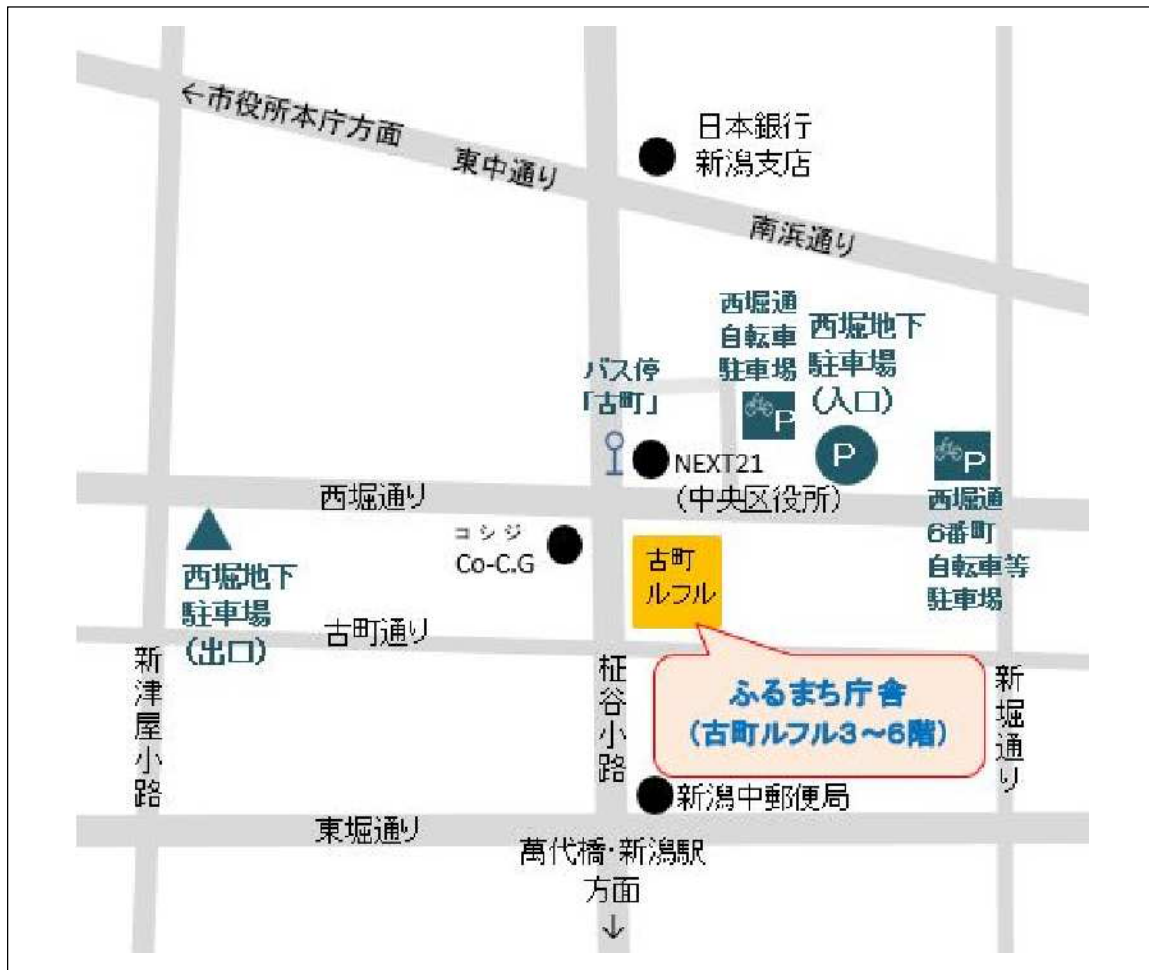 ←市役所本庁方面
東中通り
日本銀行
新潟支店
南浜通り
西堀通
自転車
駐車場
西堀地下
駐車場
(入口)
バス停
「古町」
P
P
P
NEXT21
(中央区役所)
西堀通り
西堀通
6番町
自転車等
駐車場
コシジ
Co-C.G
古町
ルフル
西堀地下
駐車場
(出口)
古町通り
新津屋小路
柾谷小路
新堀通り
ふるまち庁舎
(古町ルフル3~6階)
新潟中郵便局
東堀通り
萬代橋・新潟駅
方面
↓